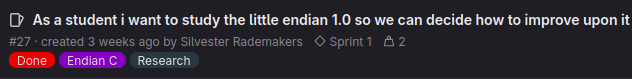 As a student i want to study the little endian 1.0 so we can decide how to improve upon it
#27 · created 3 weeks ago by Silvester Rademakers Sprint 1 2
Done Endian C Research